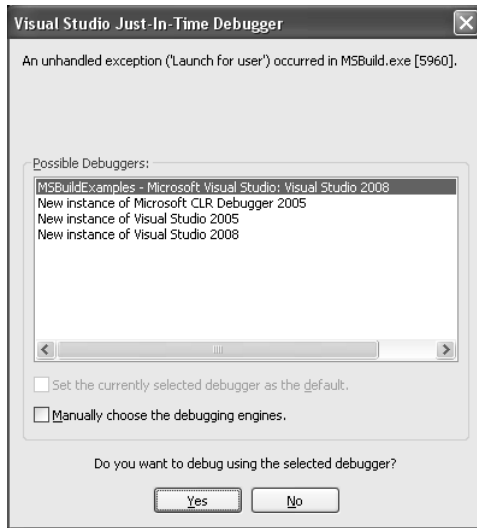 Visual Studio Just-In-Time Debugger
An unhandled exception ('Launch for user') occurred in MSBuild.exe [5960].
Possible Debuggers:
MSBuildExamples - Microsoft Visual Studio: Visual Studio 2008
New instance of Microsoft CLR Debugger 2005
New instance of Visual Studio 2005
New instance of Visual Studio 2008
Set the currently selected debugger as the default.
Manually choose the debugging engines.
Do you want to debug using the selected debugger?
Yes
No